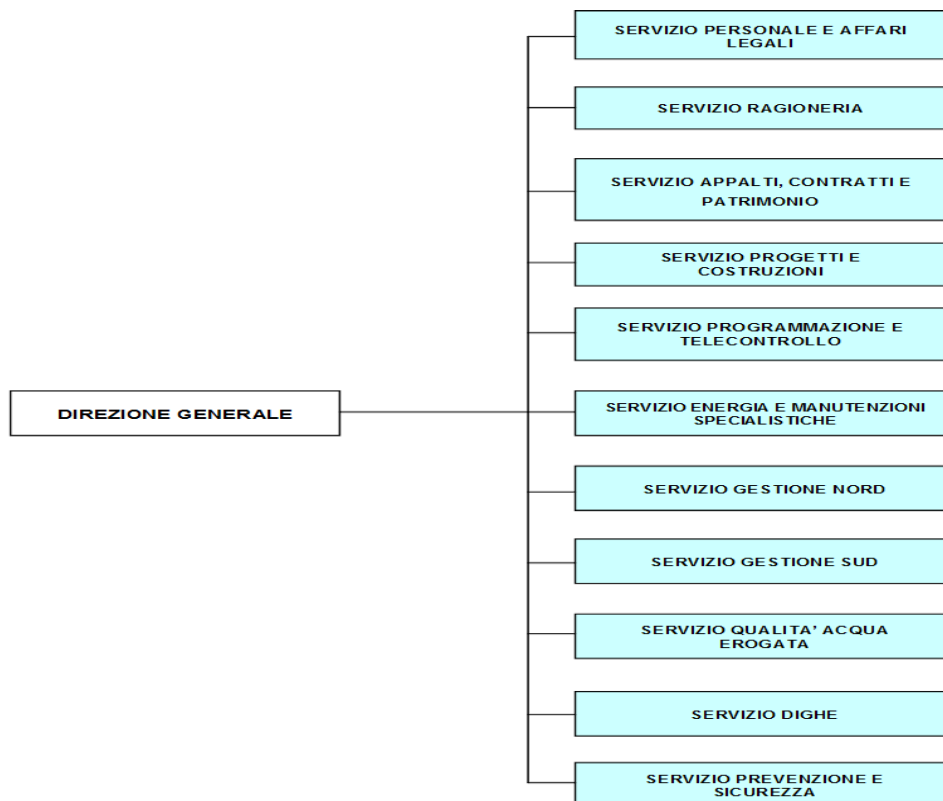 SERVIZIO PERSONALE E AFFARI
LEGALI
SERVIZIO RAGIONERIA
SERVIZIO APPALTI, CONTRATTI E
PATRIMONIO
SERVIZIO PROGETTI E
COSTRUZIONI
SERVIZIO PROGRAMMAZIONE E
TELECONTROLLO
DIREZIONE GENERALE
SERVIZIO ENERGIA E MANUTENZIONI
SPECIALISTICHE
SERVIZIO GESTIONE NORD
SERVIZIO GESTIONE SUD
SERVIZIO QUALITA' ACQUA
EROGATA
SERVIZIO DIGHE
SERVIZIO PREVENZIONE E
SICUREZZA